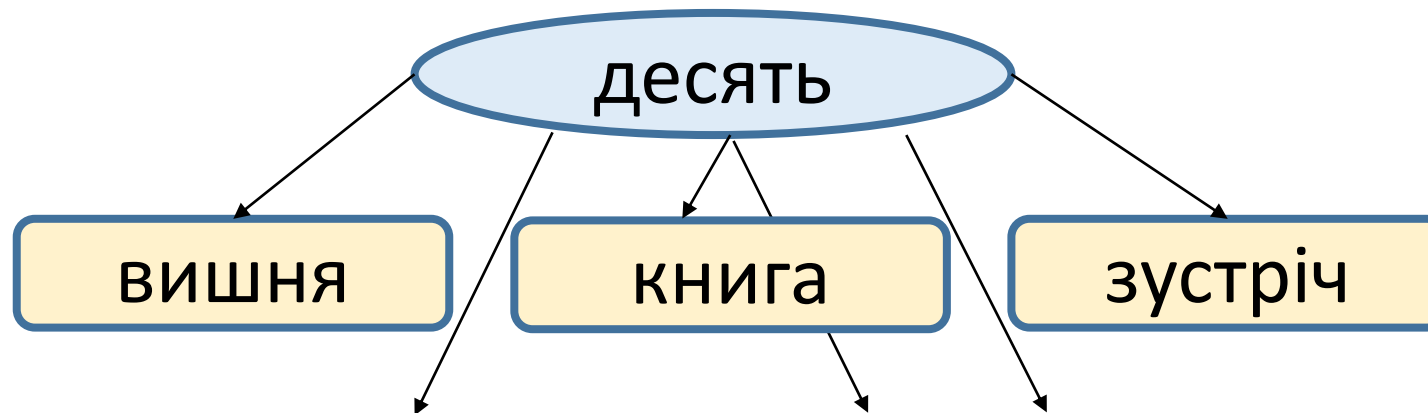 десять
вишня
книга
зустріч